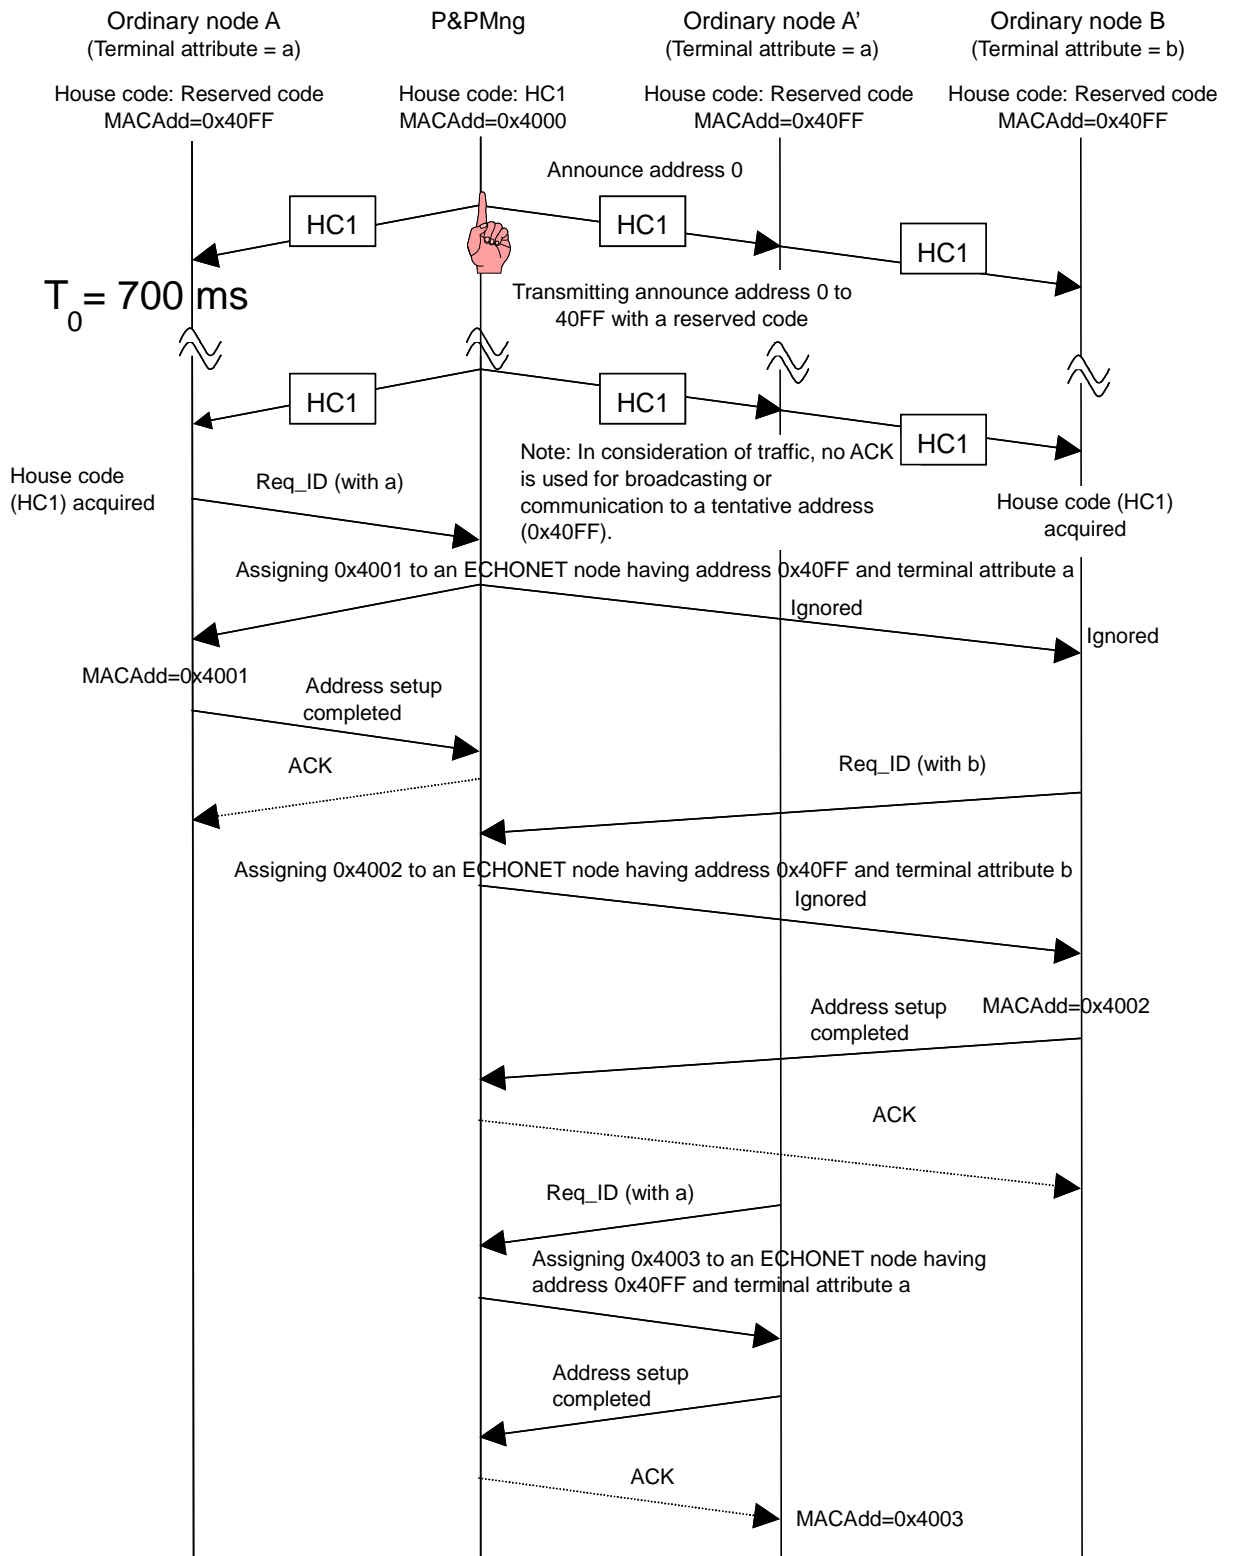 Ordinary node A
(Terminal attribute = a)
P&PMng
Ordinary node A’
(Terminal attribute = a)
Ordinary node B
(Terminal attribute = b)
House code: Reserved code
MACAdd=0x40FF
House code: HC1
MACAdd=0x4000
House code: Reserved code
MACAdd=0x40FF
House code: Reserved code
MACAdd=0x40FF
Announce address 0
HC1
HC1
HC1
T0= 700 ms
Transmitting announce address 0 to
40FF with a reserved code
HC1
HC1
HC1
Note: In consideration of traffic, no ACK
is used for broadcasting or
communication to a tentative address
(0x40FF).
House code
(HC1) acquired
Req_ID (with a)
House code (HC1)
acquired
Assigning 0x4001 to an ECHONET node having address 0x40FF and terminal attribute a
Ignored
Ignored
MACAdd=0x4001
Address setup
completed
ACK
Req_ID (with b)
Assigning 0x4002 to an ECHONET node having address 0x40FF and terminal attribute b
Ignored
Address setup
completed
MACAdd=0x4002
ACK
Req_ID (with a)
Assigning 0x4003 to an ECHONET node having
address 0x40FF and terminal attribute a
Address setup
completed
ACK
MACAdd=0x4003